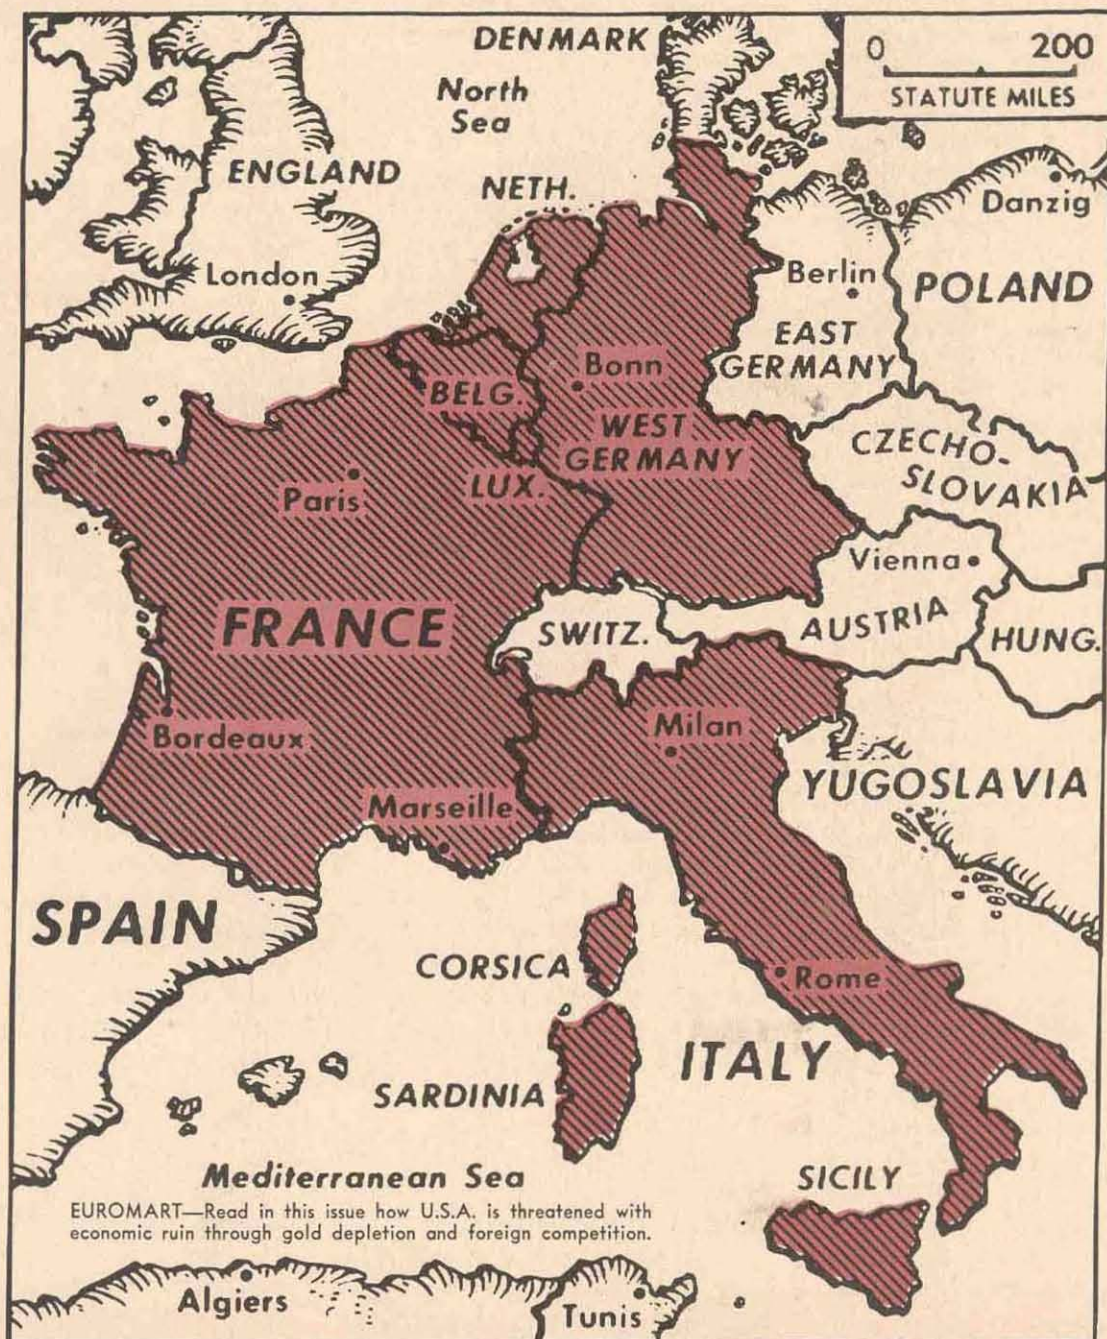 DENMARK
0 200
STATUTE MILES
North
Sea
ENGLAND
NETH.
Danzig
London
Berlin
POLAND
EAST
GERMANY
Bonn
BELG.
WEST
GERMANY
CZECHO-
SLOVAKIA
LUX.
Paris
Vienna
FRANCE
SWITZ.
AUSTRIA
HUNG.
Bordeaux
Milan
Marseille
YUGOSLAVIA
SPAIN
CORSICA
Rome
ITALY
SARDINIA
Mediterranean Sea
SICILY
EUROMART—Read in this issue how U.S.A. is threatened with
economic ruin through gold depletion and foreign competition.
Algiers
Tunis